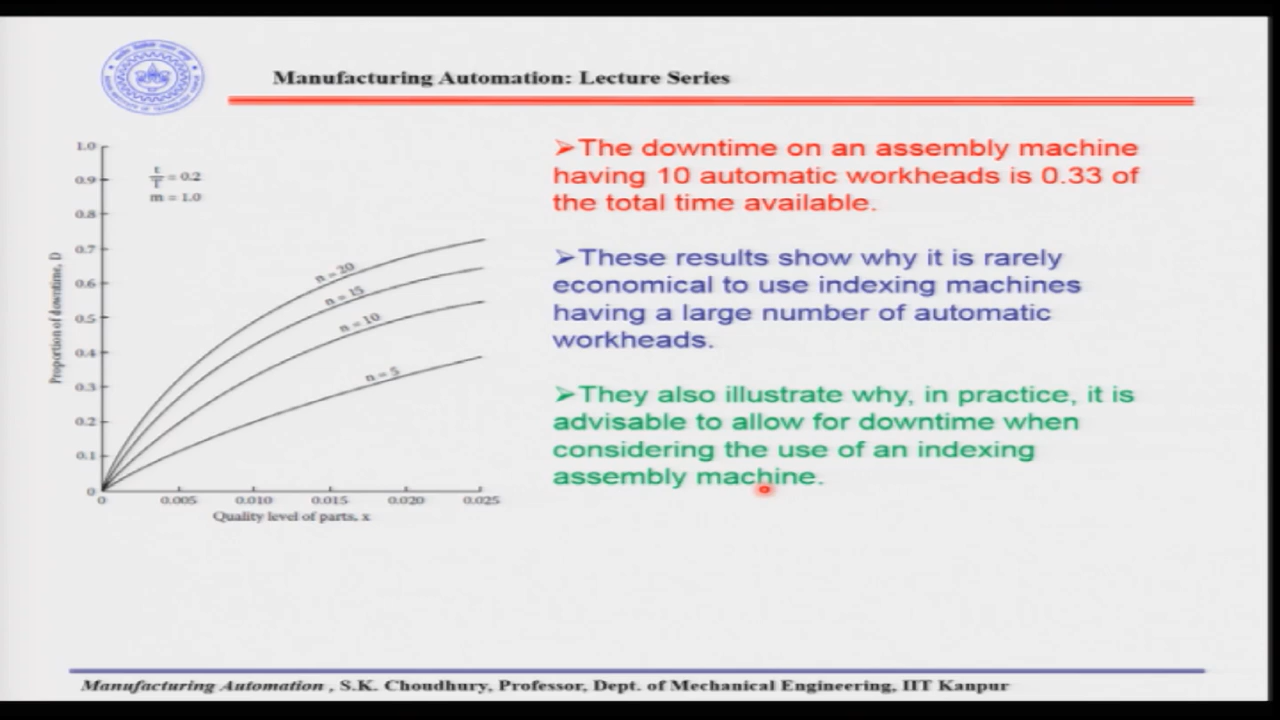 Manufacturing Automation: Lecture Series
1.0
0.9
0.8
0.7
0.6
0.5
0.4
0.3
0.2
0.1
0
Proportion of downtime, D
t/T = 0.2
m = 1.0
n = 20
n = 15
n = 10
n = 5
0 0.005 0.010 0.015 0.020 0.025
Quality level of parts, x
➢The downtime on an assembly machine
having 10 automatic workheads is 0.33 of
the total time available.
➢These results show why it is rarely
economical to use indexing machines
having a large number of automatic
workheads.
➢They also illustrate why, in practice, it is
advisable to allow for downtime when
considering the use of an indexing
assembly machine.
Manufacturing Automation , S.K. Choudhury, Professor, Dept. of Mechanical Engineering, IIT Kanpur